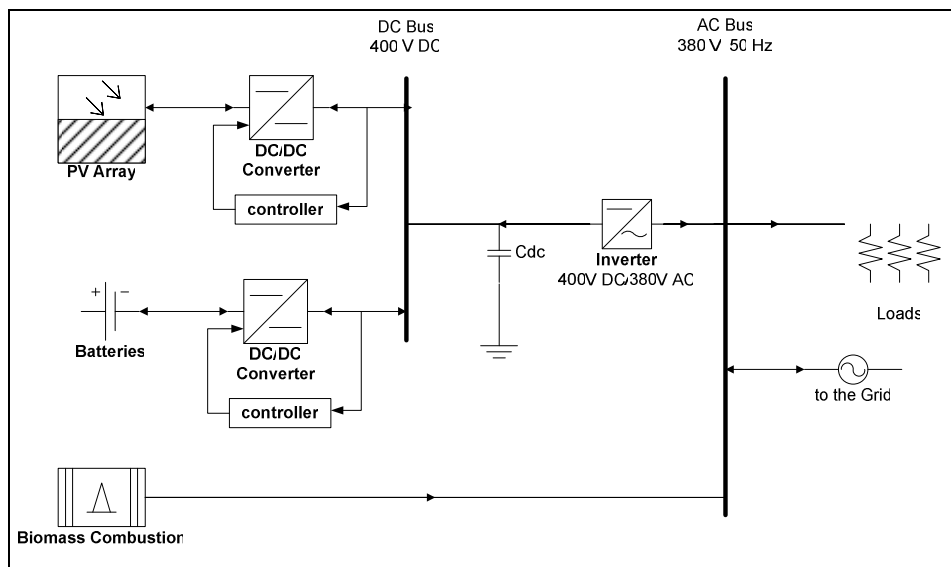 DC Bus
400 V DC
AC Bus
380 V 50 Hz
PV Array
DC/DC
Converter
controller
Cdc
Inverter
400V DC/380V AC
Loads
+ −
Batteries
DC/DC
Converter
controller
to the Grid
Biomass Combustion